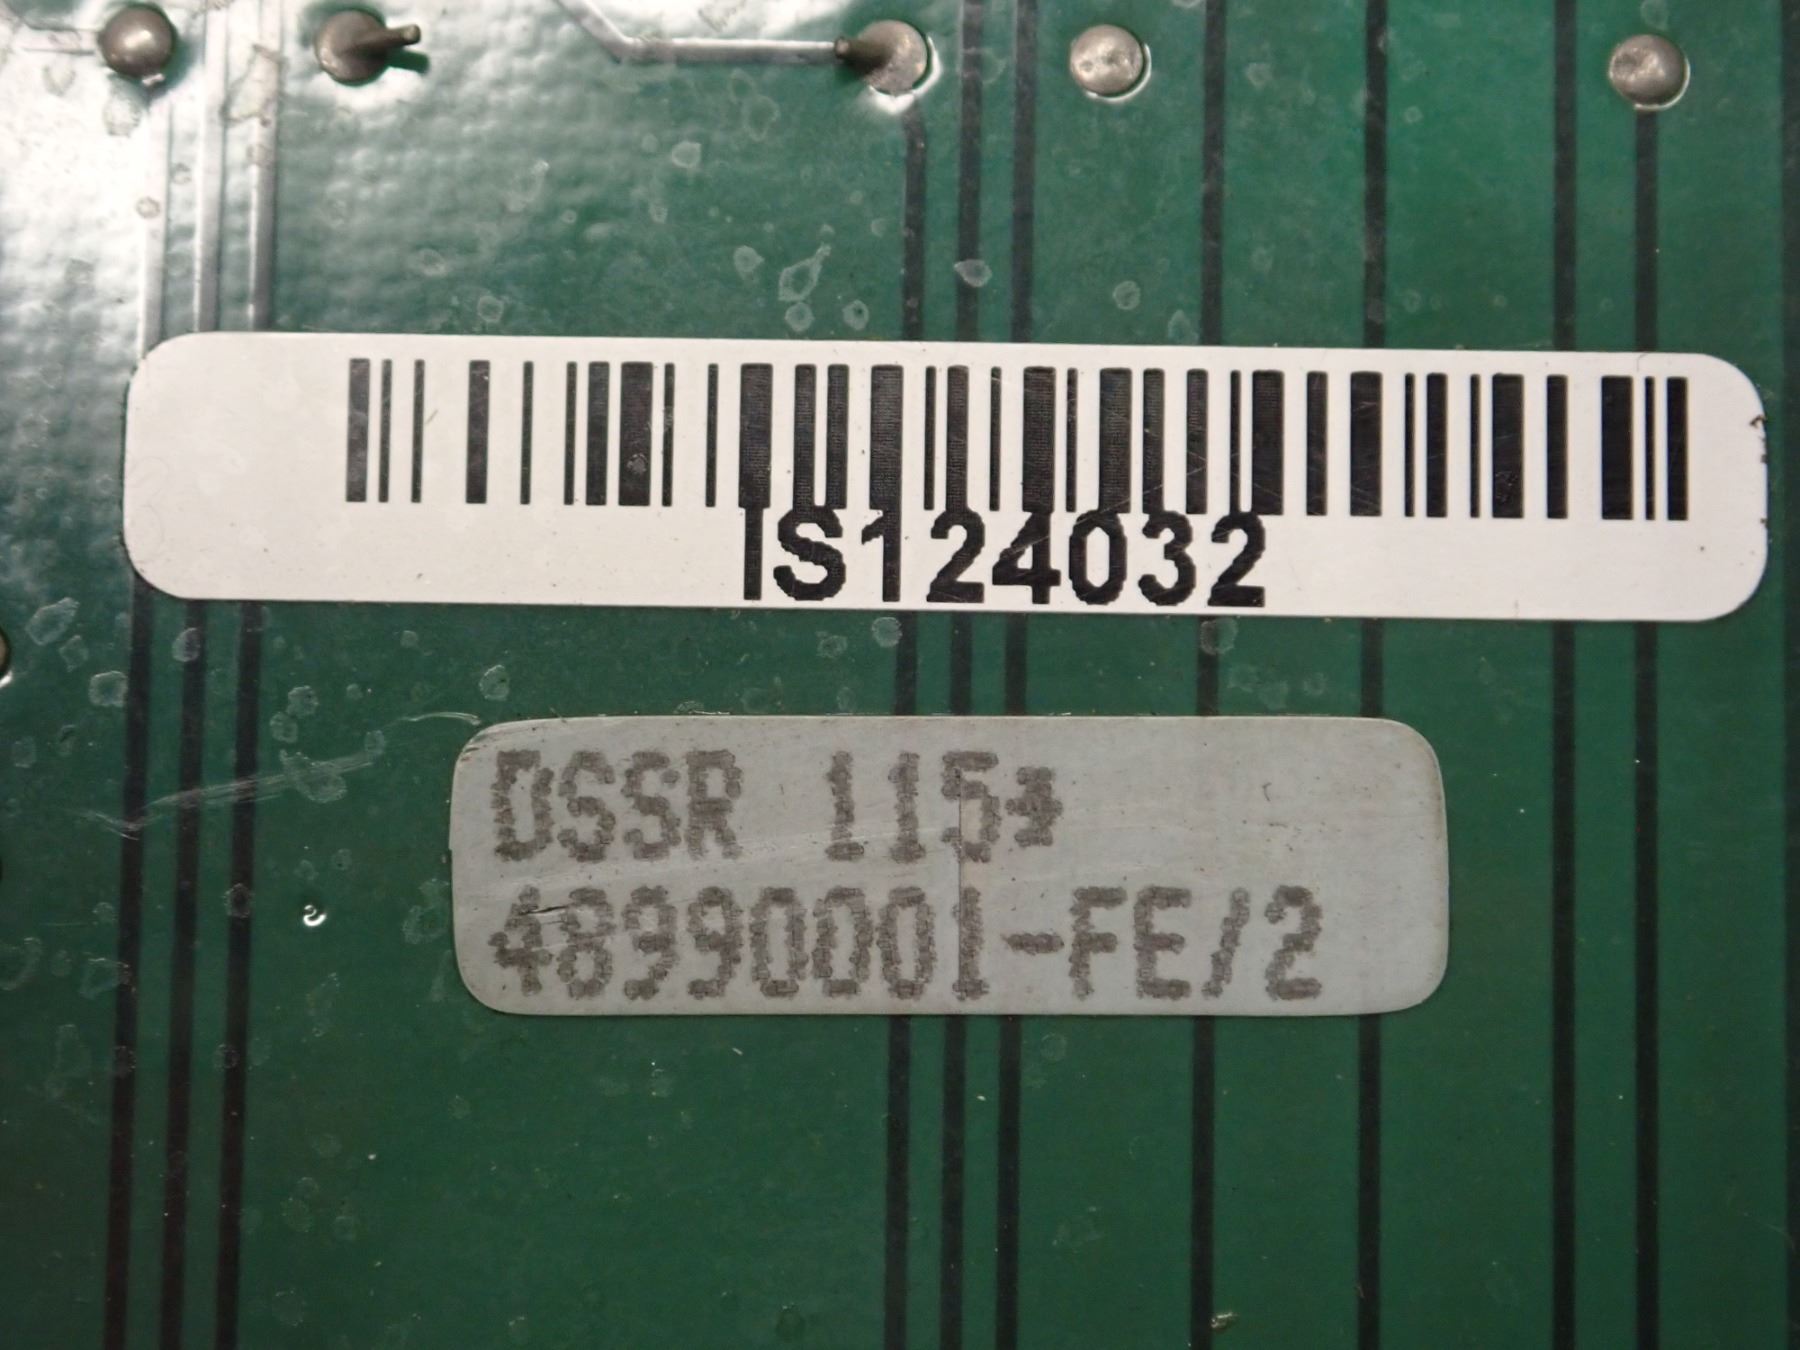 IS124032
DSSR 115*
48990001-FE/2